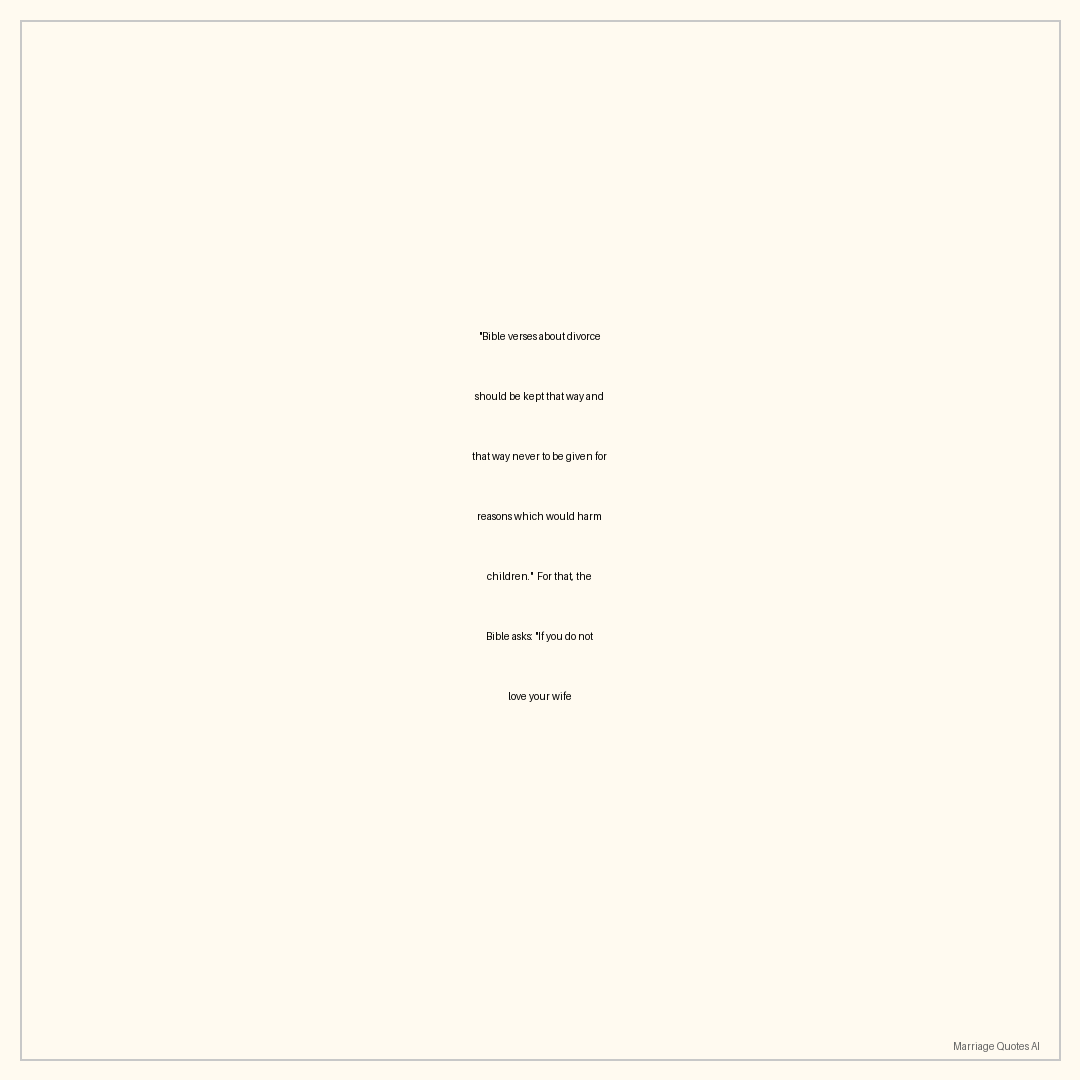 "Bible verses about divorce
should be kept that way and
that way never to be given for
reasons which would harm
children."  For that, the
Bible asks: "If you do not
love your wife
Marriage Quotes AI